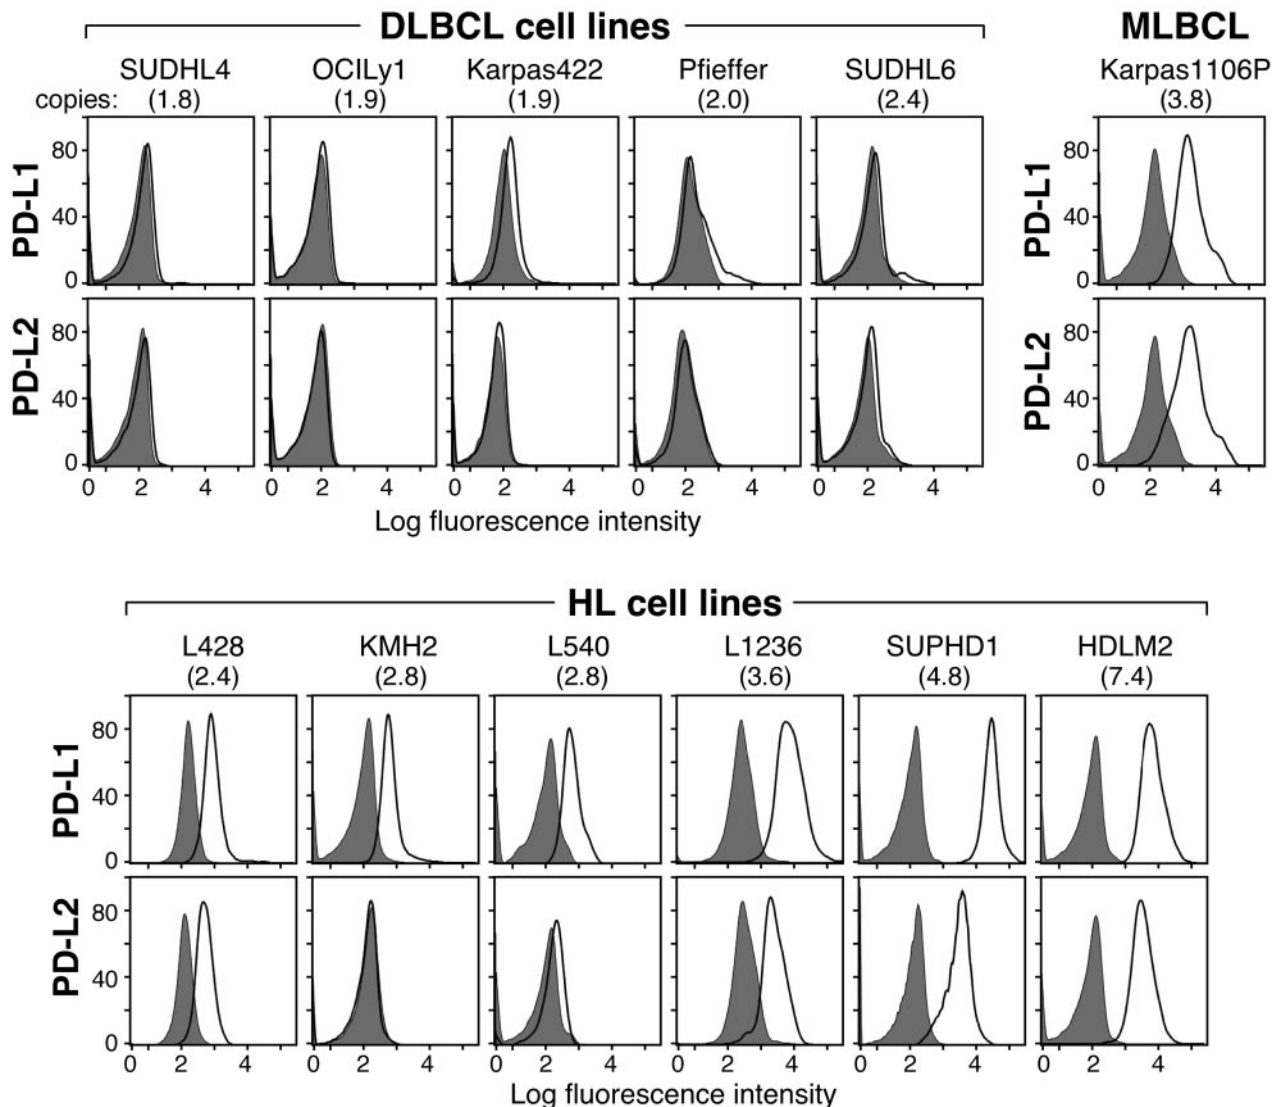 DLBCL cell lines
MLBCL
SUDHL4 OCILy1 Karpas422 Pfieffer SUDHL6 Karpas1106P
copies: (1.8) (1.9) (1.9) (2.0) (2.4) (3.8)
PD-L1
80
40
0
PD-L1
80
40
0
PD-L2
80
40
0
PD-L2
80
40
0
0 2 4 0 2 4 0 2 4 0 2 4 0 2 4 0 2 4
Log fluorescence intensity
HL cell lines
L428 KMH2 L540 L1236 SUPHD1 HDLM2
(2.4) (2.8) (2.8) (3.6) (4.8) (7.4)
PD-L1
80
40
0
PD-L2
80
40
0
0 2 4 0 2 4 0 2 4 0 2 4 0 2 4 0 2 4
Log fluorescence intensity